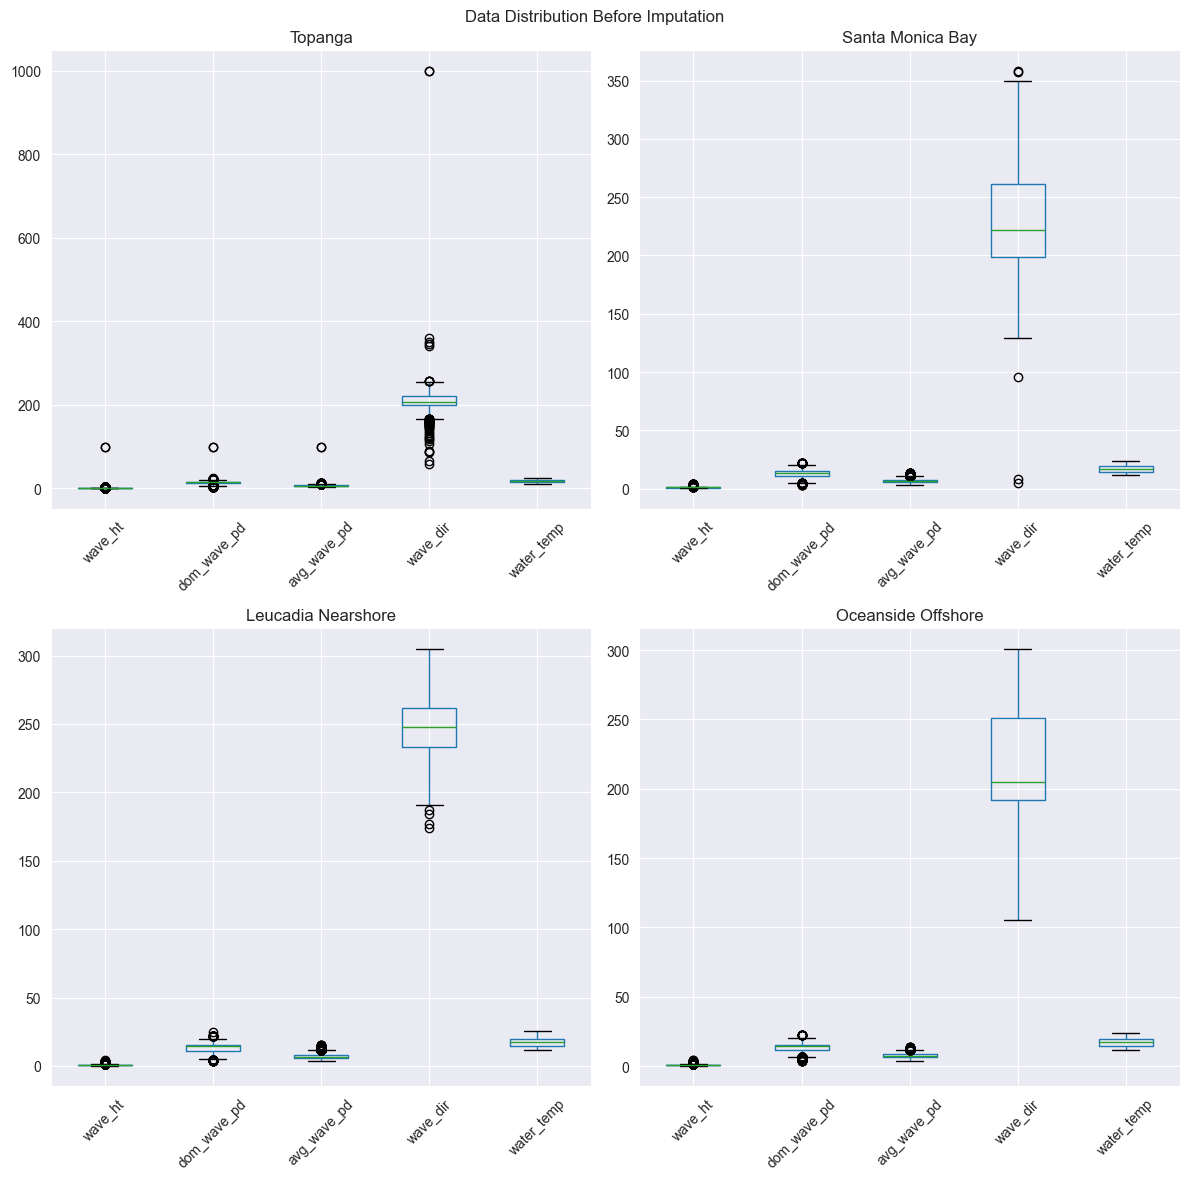 Data Distribution Before Imputation
Topanga
1000
800
600
400
200
0
wave_ht
dom_wave_pd
avg_wave_pd
wave_dir
water_temp
Santa Monica Bay
350
300
250
200
150
100
50
0
wave_ht
dom_wave_pd
avg_wave_pd
wave_dir
water_temp
Leucadia Nearshore
300
250
200
150
100
50
0
wave_ht
dom_wave_pd
avg_wave_pd
wave_dir
water_temp
Oceanside Offshore
300
250
200
150
100
50
0
wave_ht
dom_wave_pd
avg_wave_pd
wave_dir
water_temp